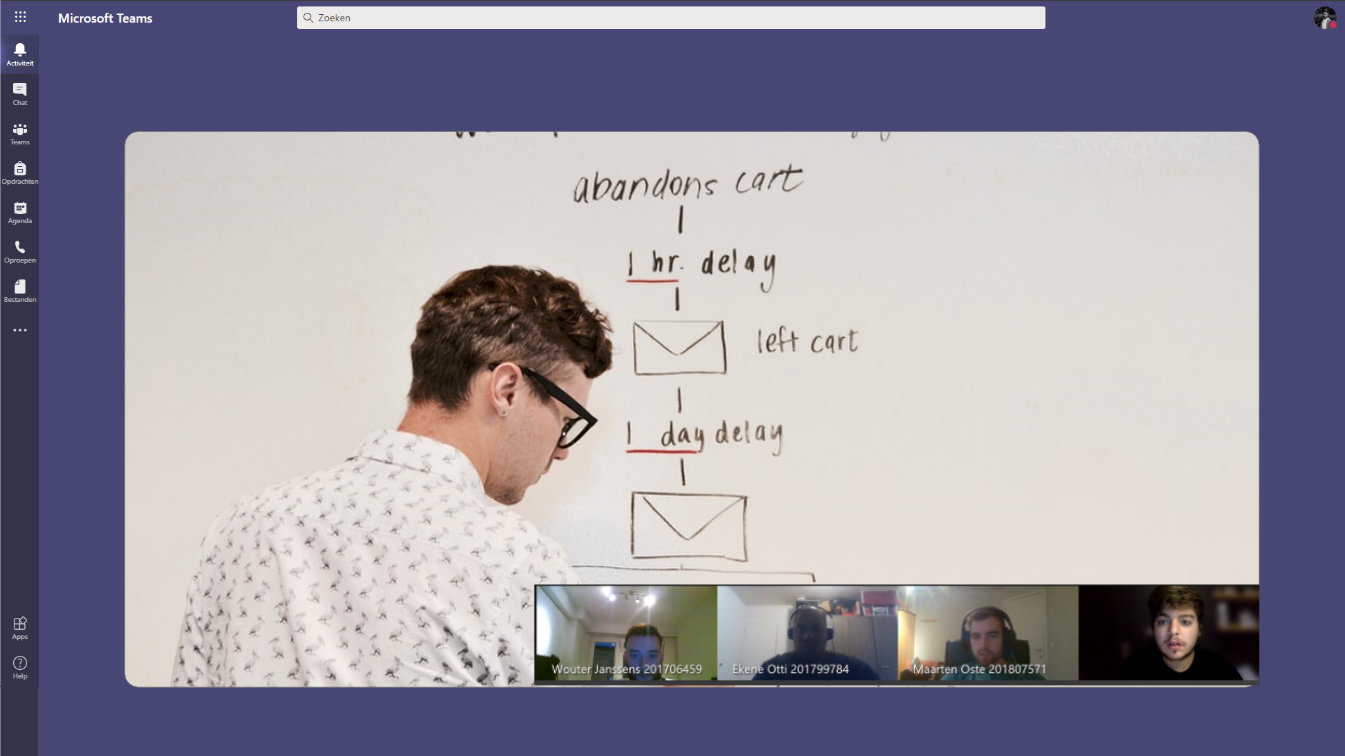 Microsoft Teams
Zoeken
Activiteit
Chat
Teams
Opdrachten
Agenda
Oproepen
Bestanden
Apps
Help
abandons cart
1 hr. delay
left cart
1 day delay
Wouter Janssens 201706459
Ekene Otti 201799784
Maarten Oste 201807571